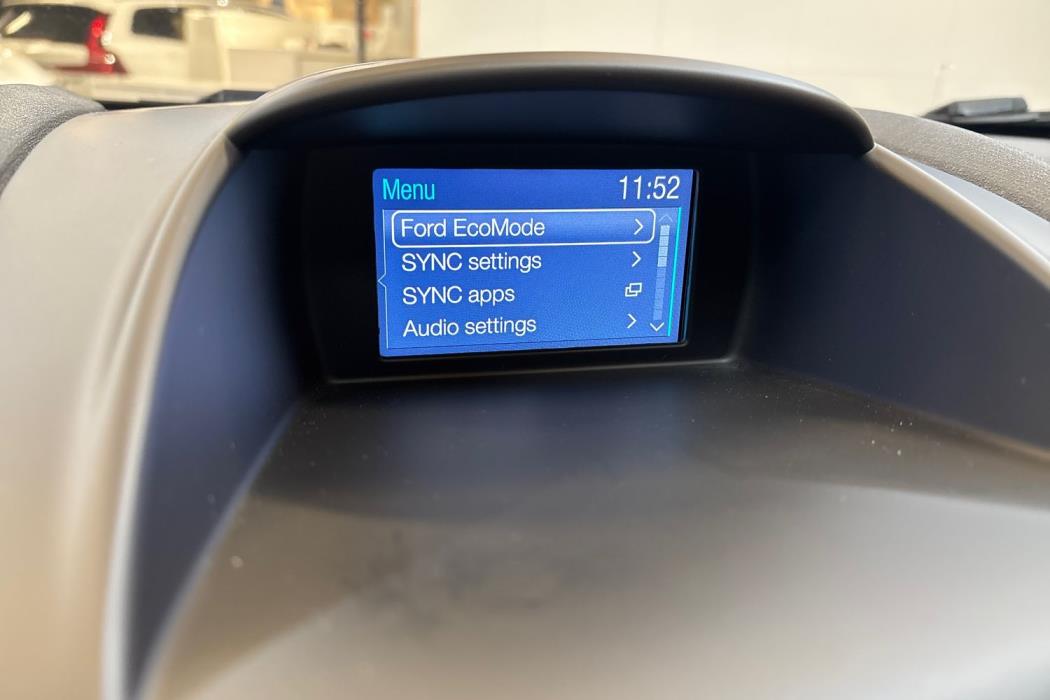 Menu 11:52
Ford EcoMode
SYNC settings
SYNC apps
Audio settings